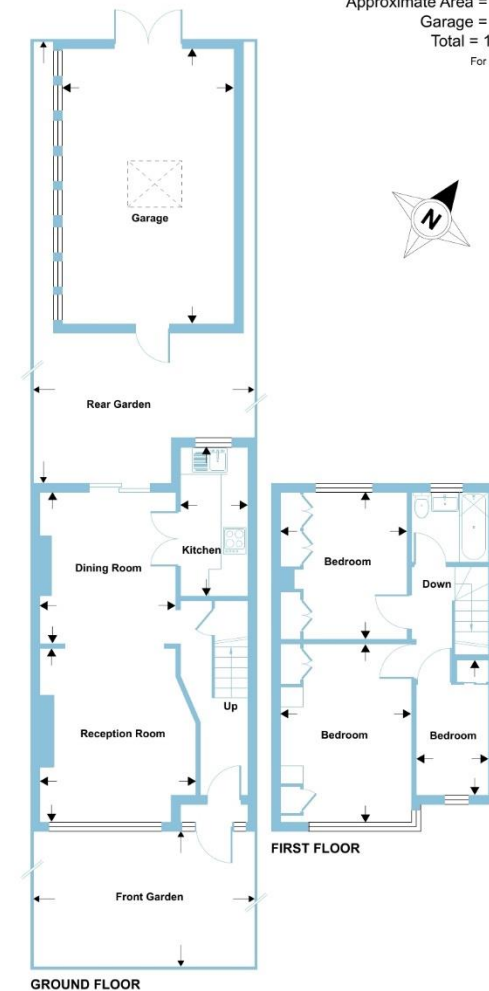 Approximate Area =
Garage =
Total = 1
For
N
Garage
Rear Garden
Kitchen
Dining Room
Reception Room
Up
Front Garden
GROUND FLOOR
Bedroom
Down
Bedroom
Bedroom
FIRST FLOOR